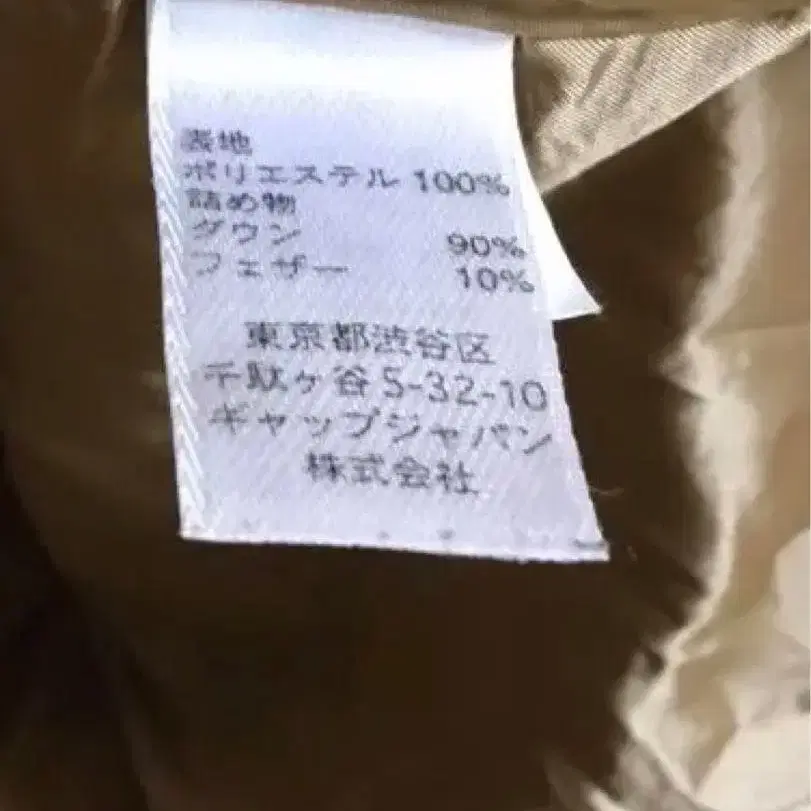 表地
ポリエステル 100%
詰め物
ダウン 90%
フェザー 10%
東京都渋谷区
千駄ヶ谷5-32-10
ギャップジャパン
株式会社